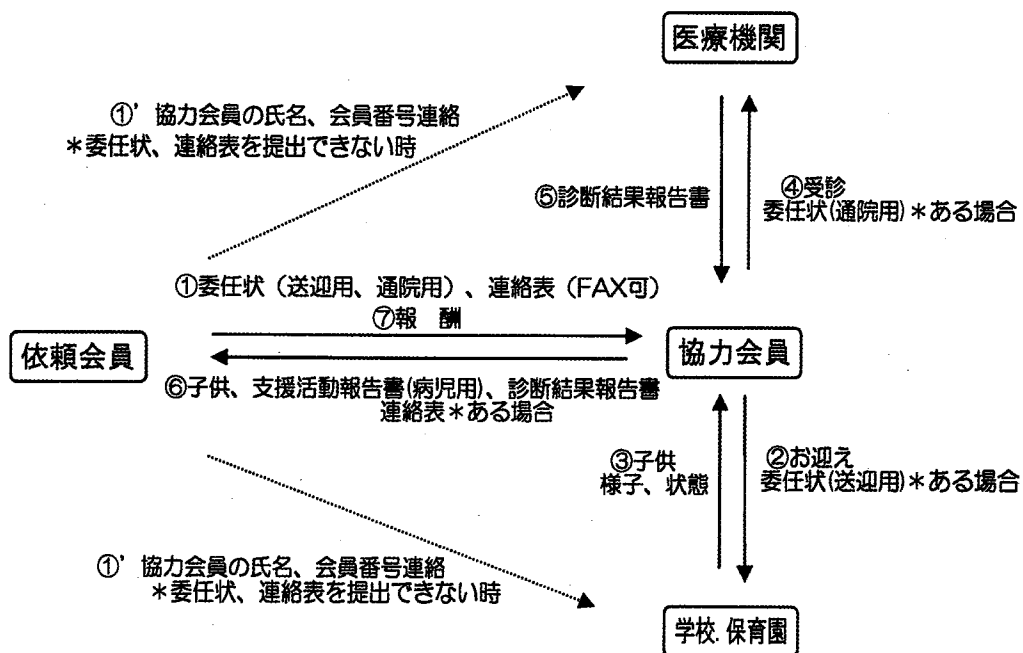 医療機関
①’ 協力会員の氏名、会員番号連絡
*委任状、連絡表を提出できない時
⑤診断結果報告書
④受診
委任状(通院用)*ある場合
①委任状(送迎用、通院用)、連絡表(FAX可)
⑦報 酬
依頼会員
協力会員
⑥子供、支援活動報告書(病児用)、診断結果報告書
連絡表*ある場合
③子供
様子、状態
②お迎え
委任状(送迎用)*ある場合
①’ 協力会員の氏名、会員番号連絡
*委任状、連絡表を提出できない時
学校.保育園